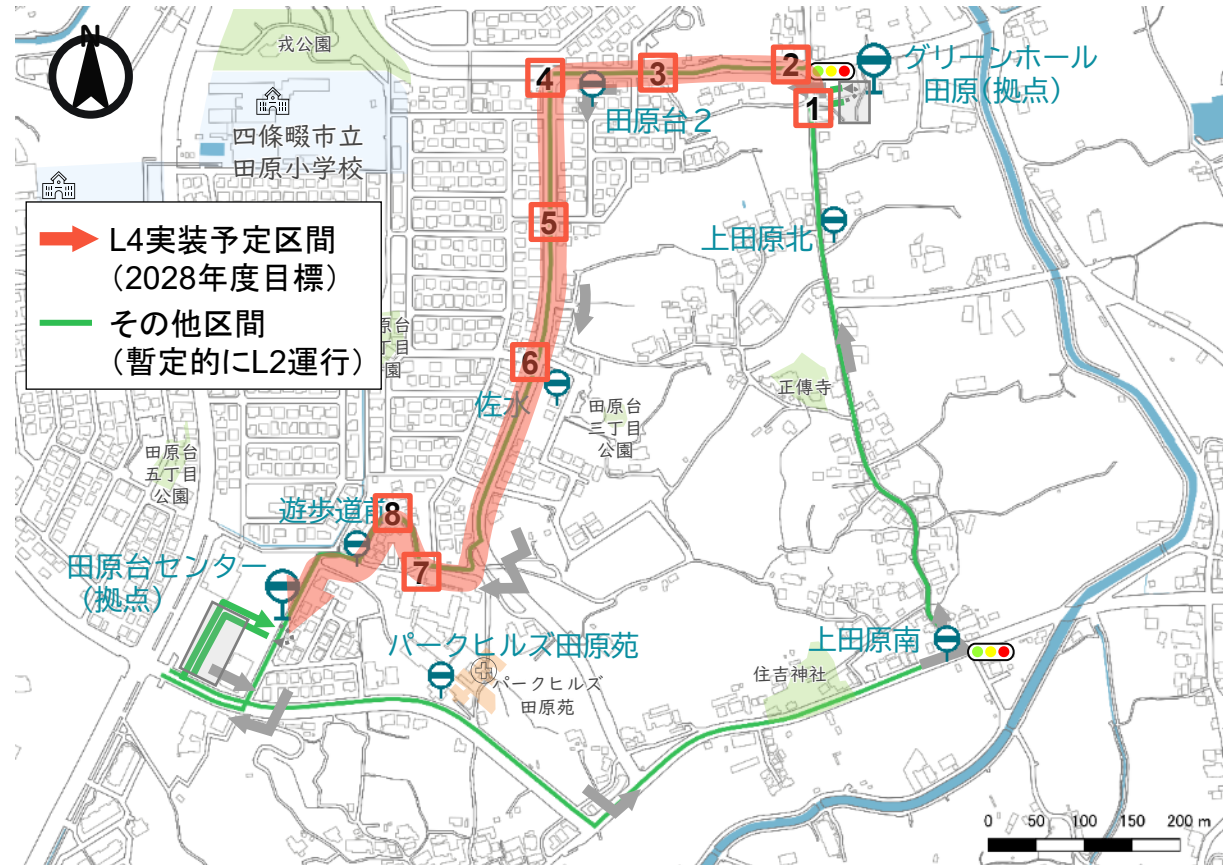 N
戎公園
四條畷市立
田原小学校
4
3
2
1
グリーンホール
田原(拠点)
田原台２
L4実装予定区間
(2028年度目標)
その他区間
(暫定的にL2運行)
5
上田原北
6
佐水
田原台
三丁目
公園
正傳寺
田原台
五丁目
公園
遊歩道前
8
7
田原台センター
(拠点)
パークヒルズ田原苑
パークヒルズ
田原苑
上田原南
住吉神社
0 50 100 150 200 m